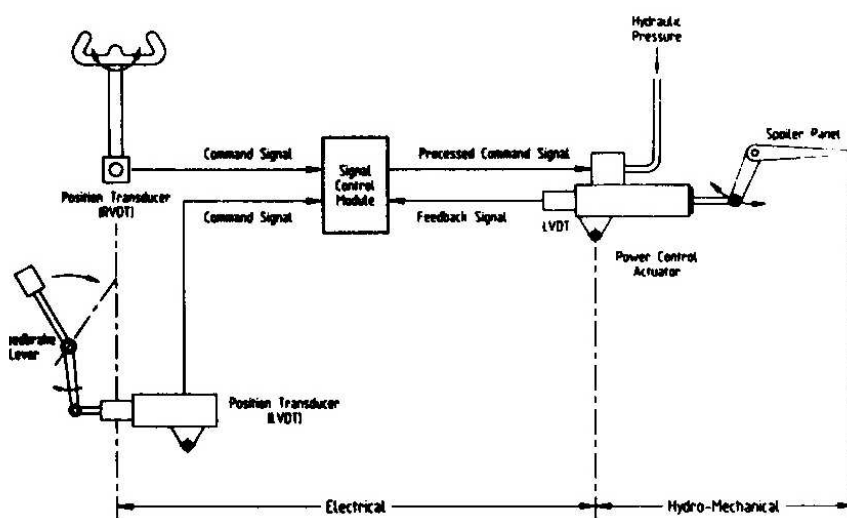 Hydraulic
Pressure
Spoiler Panel
Command Signal
Signal
Control
Module
Processed Command Signal
Position Transducer
(RVDT)
Command Signal
Feedback Signal
LVDT
Power Control
Actuator
Lever
Position Transducer
(LVDT)
Electrical
Hydro-Mechanical